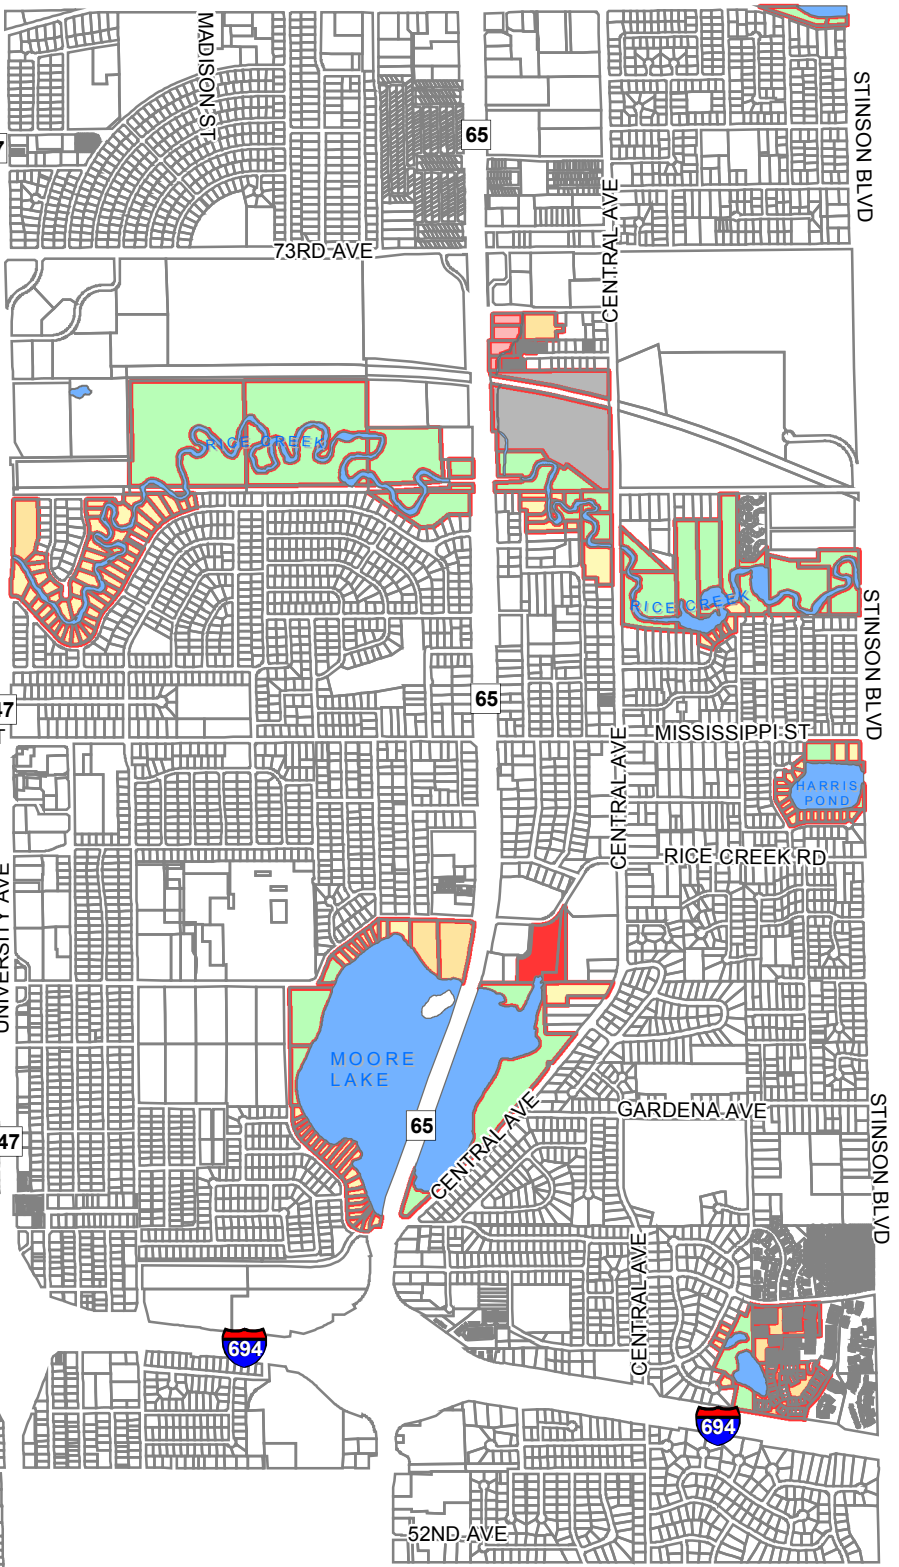 MADISON ST
STINSON BLVD
65
CENTRAL AVE
73RD AVE
RICE CREEK
RICE CREEK
STINSON BLVD
47
65
MISSISSIPPI ST
CENTRAL AVE
HARRIS
POND
RICE CREEK RD
UNIVERSITY AVE
MOORE
LAKE
65
CENTRAL AVE
GARDENA AVE
STINSON BLVD
47
CENTRAL AVE
694
694
52ND AVE